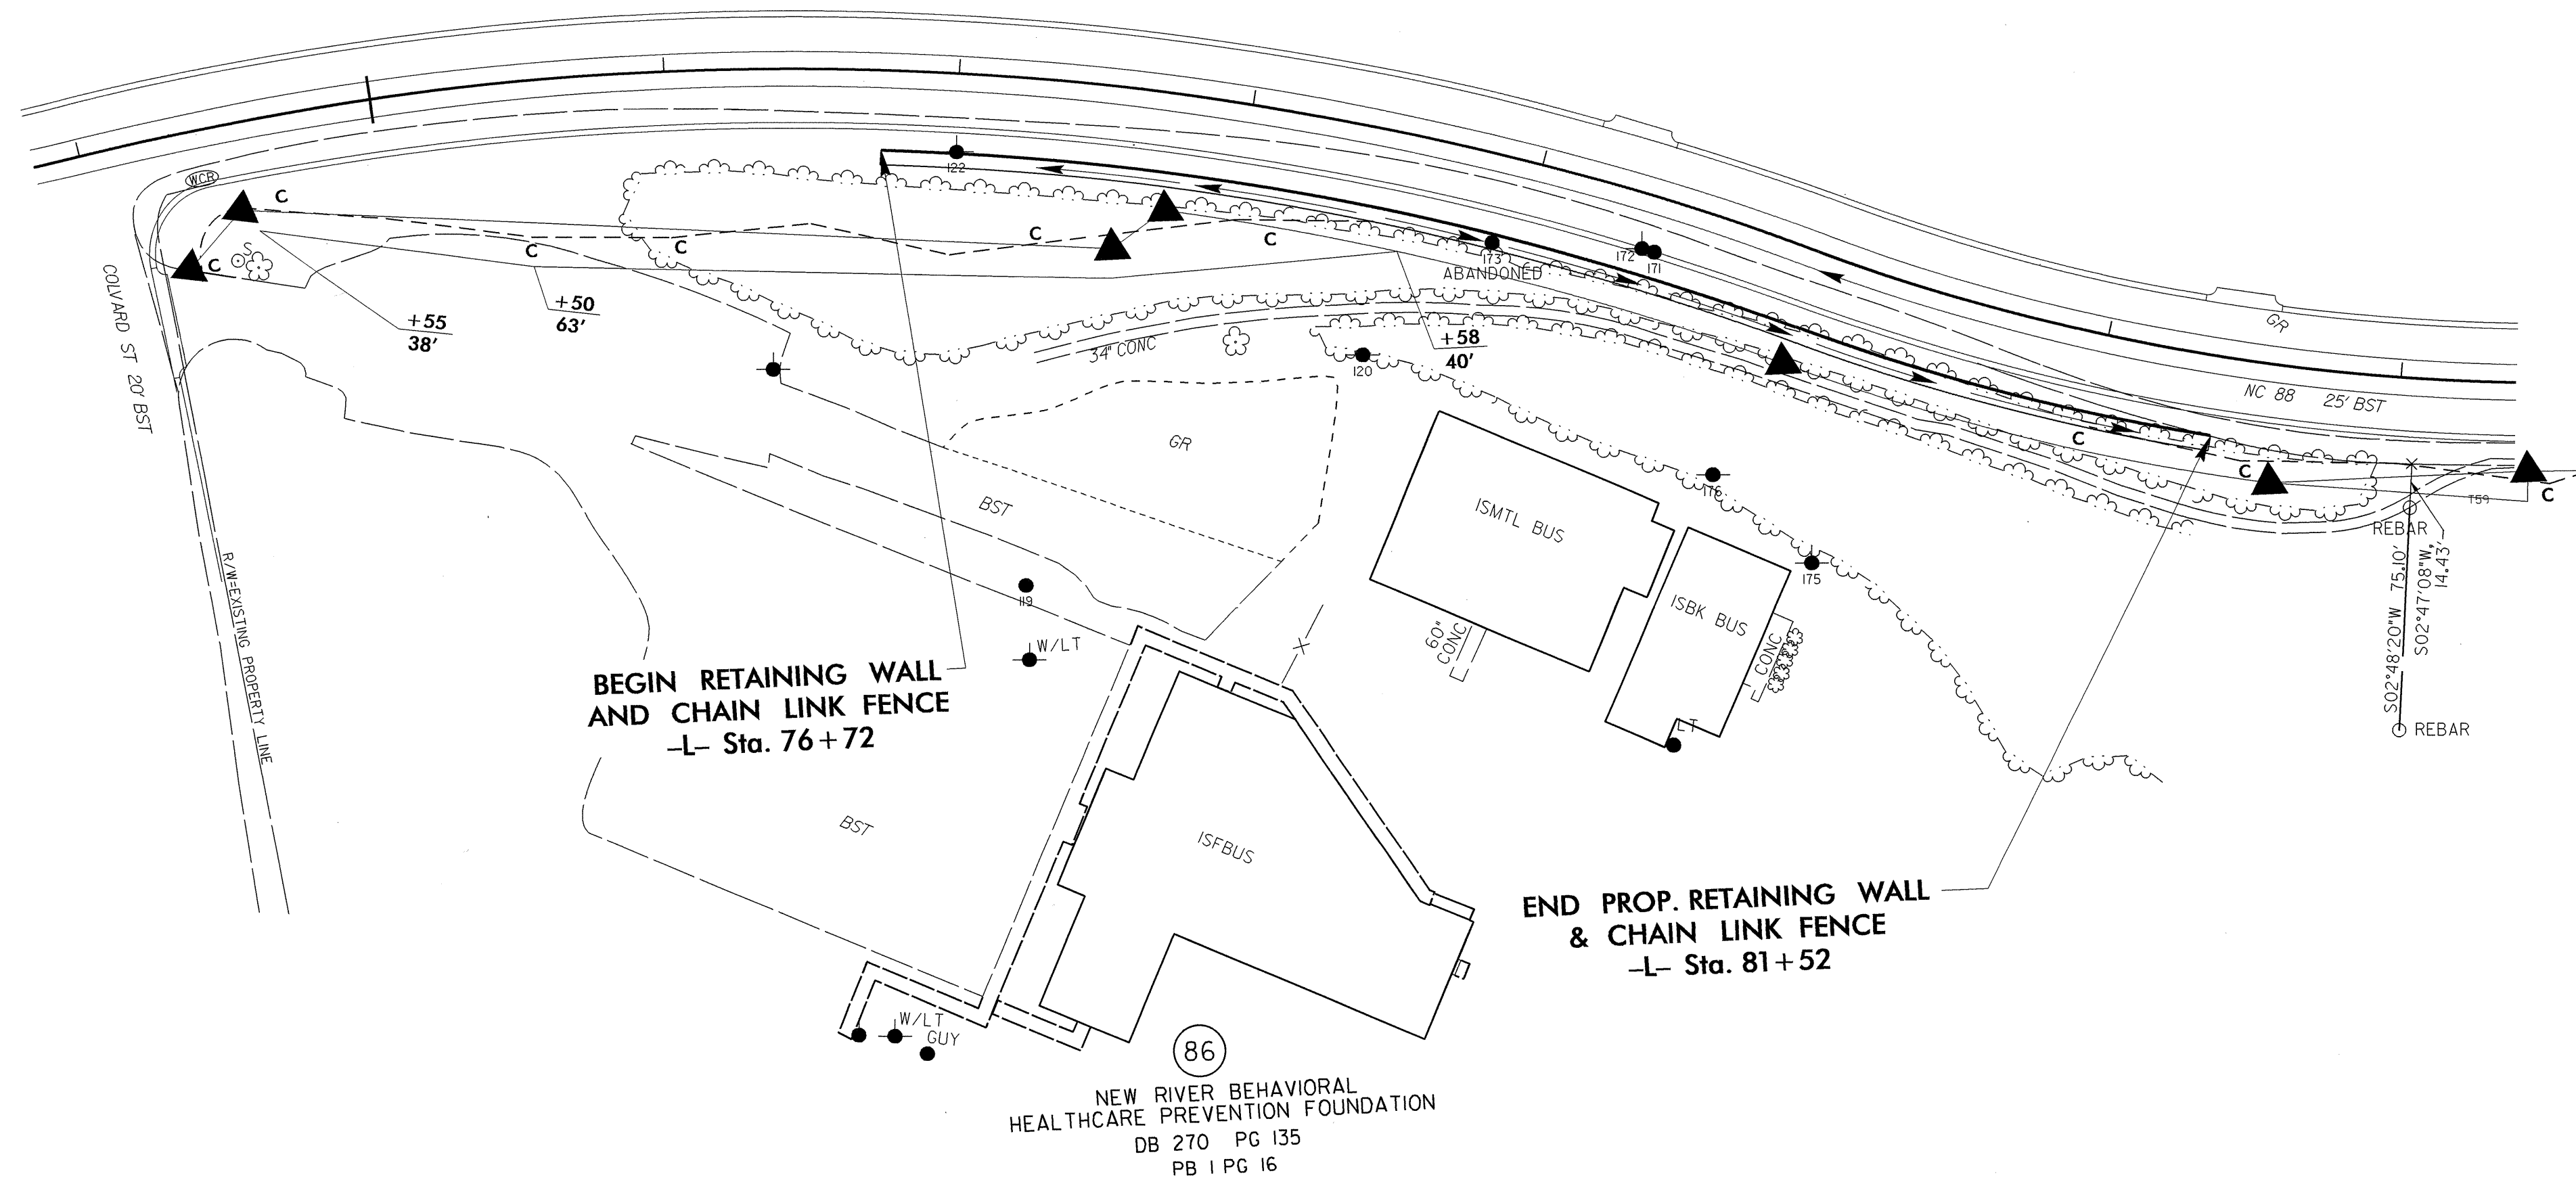 WCR
C
C
S
C
C
C
C
122
173
ABANDONED
172
171
GR
COLVARD ST 20' BST
+55
38'
+50
63'
34" CONC
+58
40'
120
NC 88 25' BST
GR
C
C
C
T59
REBAR
176
BST
ISMTL BUS
175
ISBK BUS
60"
CONC
CONC
S02°48'20"W 75.10'
S02°47'08"W,
14.43'
REBAR
R/W=EXISTING PROPERTY LINE
119
W/LT
BEGIN RETAINING WALL
AND CHAIN LINK FENCE
-L- Sta. 76+72
LT
BST
ISFBUS
END PROP. RETAINING WALL
& CHAIN LINK FENCE
-L- Sta. 81+52
W/LT
GUY
86
NEW RIVER BEHAVIORAL
HEALTHCARE PREVENTION FOUNDATION
DB 270 PG 135
PB 1 PG 16